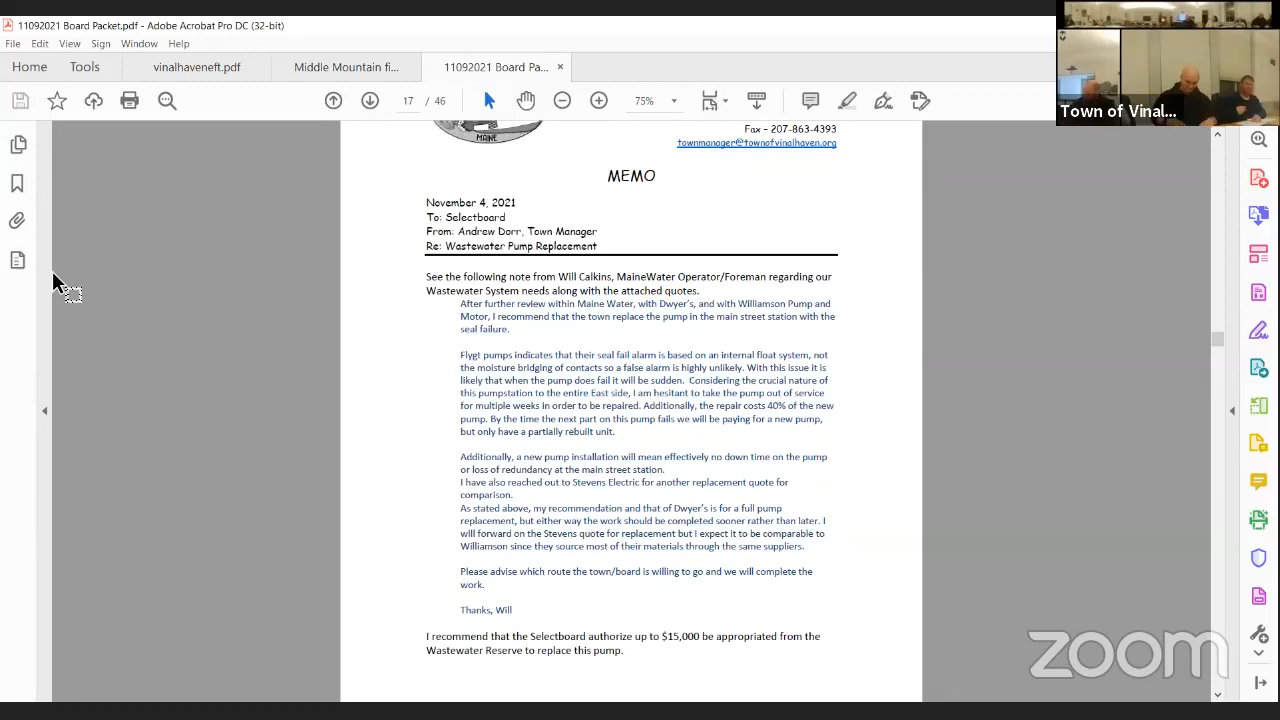 11092021 Board Packet.pdf - Adobe Acrobat Pro DC (32-bit)
File Edit View Sign Window Help
Home Tools vinalhaveneft.pdf Middle Mountain fi... 11092021 Board Pa... ×
17 / 46 75%
Town of Vinal...
MAINE
Fax – 207-863-4393
townmanager@townofvinalhaven.org
MEMO
November 4, 2021
To: Selectboard
From: Andrew Dorr, Town Manager
Re: Wastewater Pump Replacement
See the following note from Will Calkins, MaineWater Operator/Foreman regarding our
Wastewater System needs along with the attached quotes.
After further review within Maine Water, with Dwyer's, and with Williamson Pump and
Motor, I recommend that the town replace the pump in the main street station with the
seal failure.
Flygt pumps indicates that their seal fail alarm is based on an internal float system, not
the moisture bridging of contacts so a false alarm is highly unlikely. With this issue it is
likely that when the pump does fail it will be sudden. Considering the crucial nature of
this pumpstation to the entire East side, I am hesitant to take the pump out of service
for multiple weeks in order to be repaired. Additionally, the repair costs 40% of the new
pump. By the time the next part on this pump fails we will be paying for a new pump,
but only have a partially rebuilt unit.
Additionally, a new pump installation will mean effectively no down time on the pump
or loss of redundancy at the main street station.
I have also reached out to Stevens Electric for another replacement quote for
comparison.
As stated above, my recommendation and that of Dwyer's is for a full pump
replacement, but either way the work should be completed sooner rather than later. I
will forward on the Stevens quote for replacement but I expect it to be comparable to
Williamson since they source most of their materials through the same suppliers.
Please advise which route the town/board is willing to go and we will complete the
work.
Thanks, Will
I recommend that the Selectboard authorize up to $15,000 be appropriated from the
Wastewater Reserve to replace this pump.
zoom